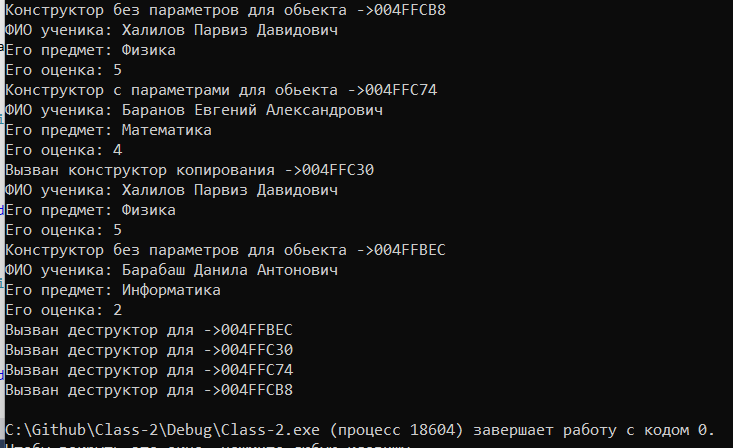 Конструктор без параметров для обьекта ->004FFCB8
ФИО ученика: Халилов Парвиз Давидович
Его предмет: Физика
Его оценка: 5
Конструктор с параметрами для обьекта ->004FFC74
ФИО ученика: Баранов Евгений Александрович
Его предмет: Математика
Его оценка: 4
Вызван конструктор копирования ->004FFC30
ФИО ученика: Халилов Парвиз Давидович
Его предмет: Физика
Его оценка: 5
Конструктор без параметров для обьекта ->004FFBEC
ФИО ученика: Барабаш Данила Антонович
Его предмет: Информатика
Его оценка: 2
Вызван деструктор для ->004FFBEC
Вызван деструктор для ->004FFC30
Вызван деструктор для ->004FFC74
Вызван деструктор для ->004FFCB8
C:\Github\Class-2\Debug\Class-2.exe (процесс 18604) завершает работу с кодом 0.